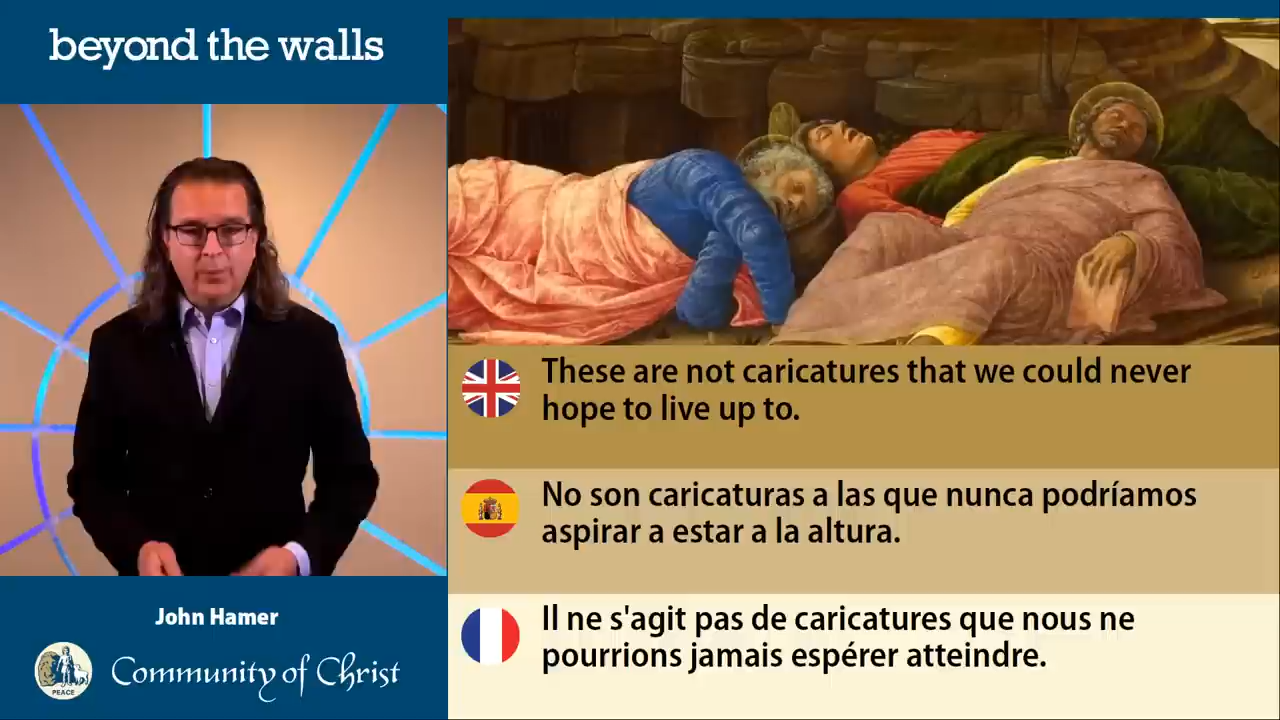 beyond the walls
These are not caricatures that we could never
hope to live up to.
No son caricaturas a las que nunca podríamos
aspirar a estar a la altura.
Il ne s'agit pas de caricatures que nous ne
pourrions jamais espérer atteindre.
John Hamer
PEACE
Community of Christ